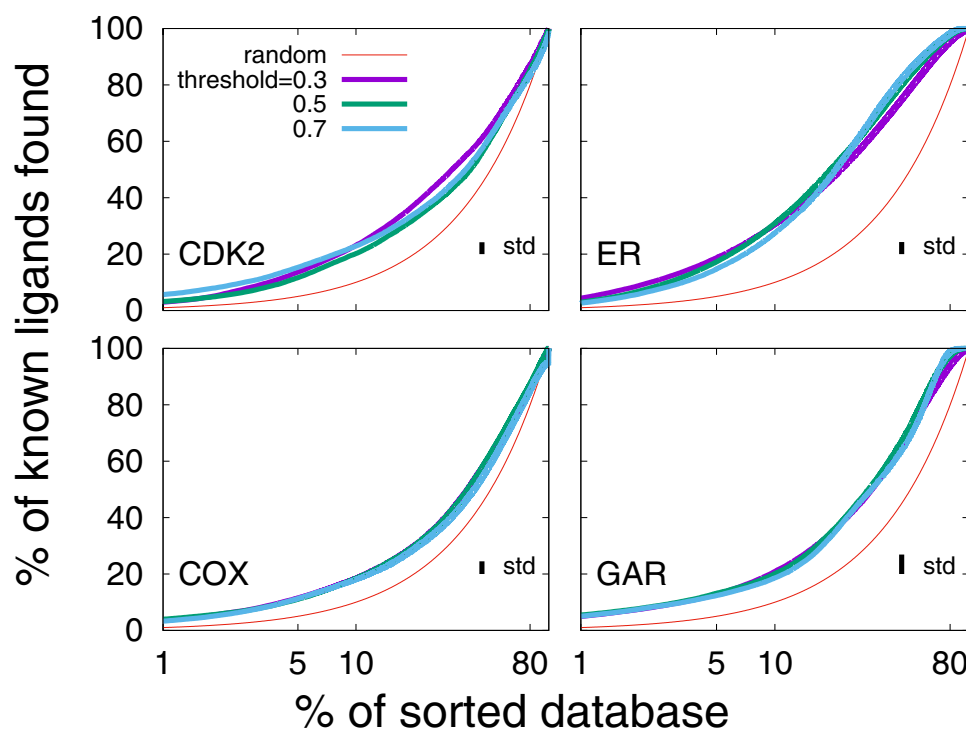 % of known ligands found
100
80
60
40
20
0
random
threshold=0.3
0.5
0.7
CDK2
std
ER
std
100
80
60
40
20
0
COX
std
GAR
std
1 5 10 80 1 5 10 80
% of sorted database